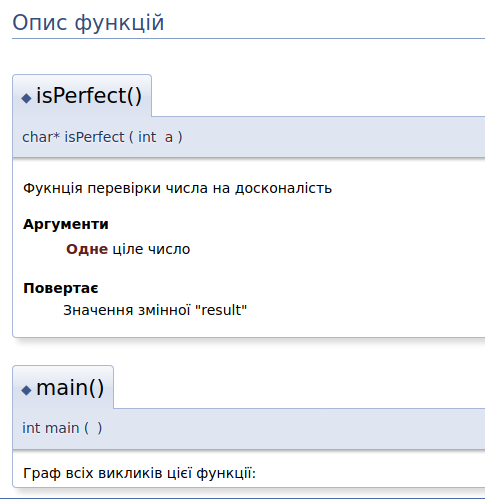 Опис функцій
◆ isPerfect()
char* isPerfect ( int a )
Фукнція перевірки числа на досконалість
Аргументи
Одне ціле число
Повертає
Значення змінної "result"
◆ main()
int main ( )
Граф всіх викликів цієї функції: